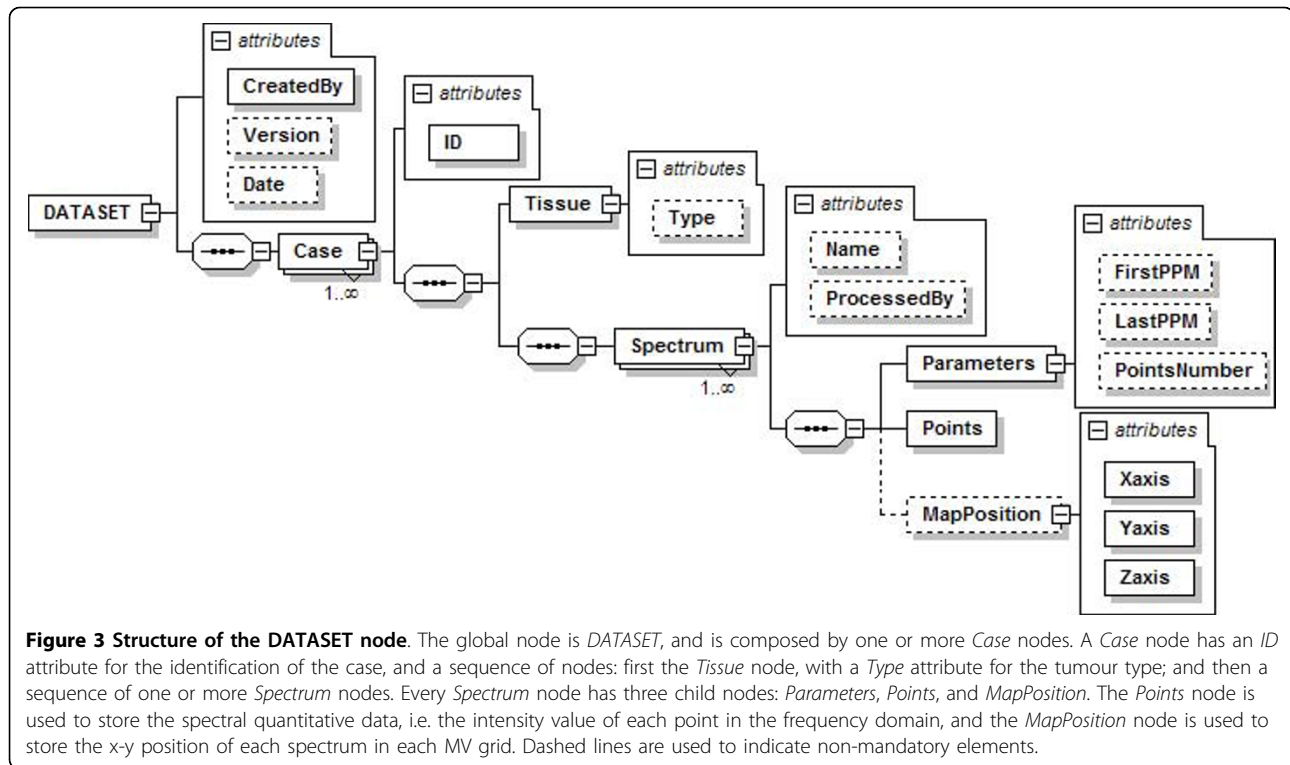 attributes
CreatedBy
Version
Date
DATASET
Case
1..∞
attributes
ID
Tissue
attributes
Type
Spectrum
1..∞
attributes
Name
ProcessedBy
Parameters
attributes
FirstPPM
LastPPM
PointsNumber
Points
MapPosition
attributes
Xaxis
Yaxis
Zaxis
Figure 3 Structure of the DATASET node. The global node is DATASET, and is composed by one or more Case nodes. A Case node has an ID
attribute for the identification of the case, and a sequence of nodes: first the Tissue node, with a Type attribute for the tumour type; and then a
sequence of one or more Spectrum nodes. Every Spectrum node has three child nodes: Parameters, Points, and MapPosition. The Points node is
used to store the spectral quantitative data, i.e. the intensity value of each point in the frequency domain, and the MapPosition node is used to
store the x-y position of each spectrum in each MV grid. Dashed lines are used to indicate non-mandatory elements.